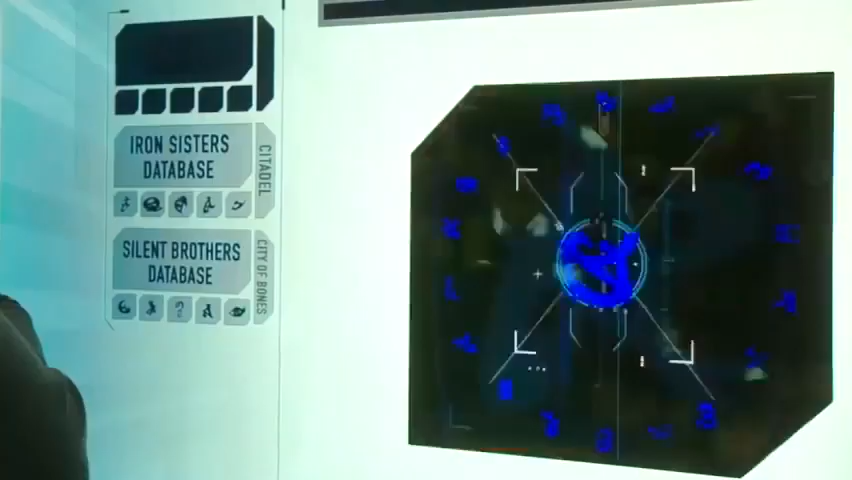 IRON SISTERS
DATABASE
CITADEL
SILENT BROTHERS
DATABASE
CITY OF BONES